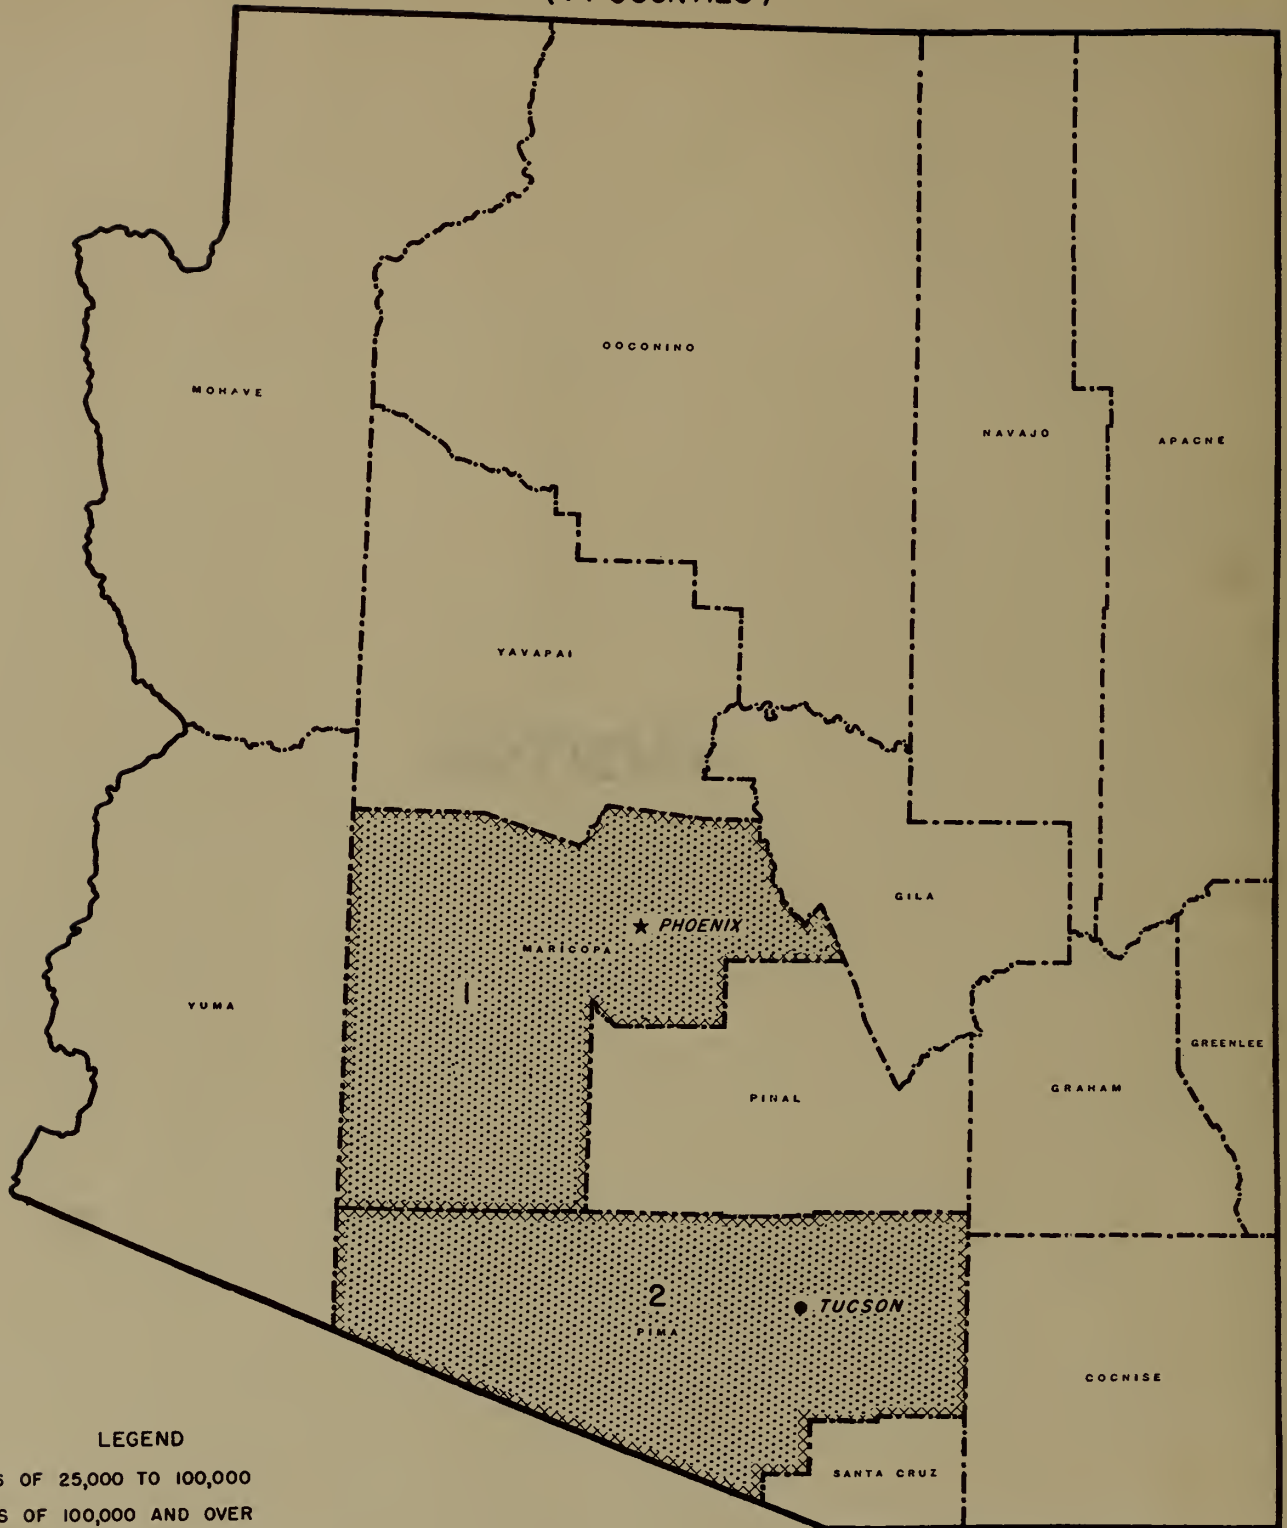 MOHAVE
OOCONINO
NAVAJO
APACNE
YAVAPAI
GILA
★ PHOENIX
MARICOPA
1
YUMA
GREENLEE
GRAHAM
PINAL
2
TUCSON
PIMA
COCNISE
SANTA CRUZ
LEGEND
OF 25,000 TO 100,000
OF 100,000 AND OVER